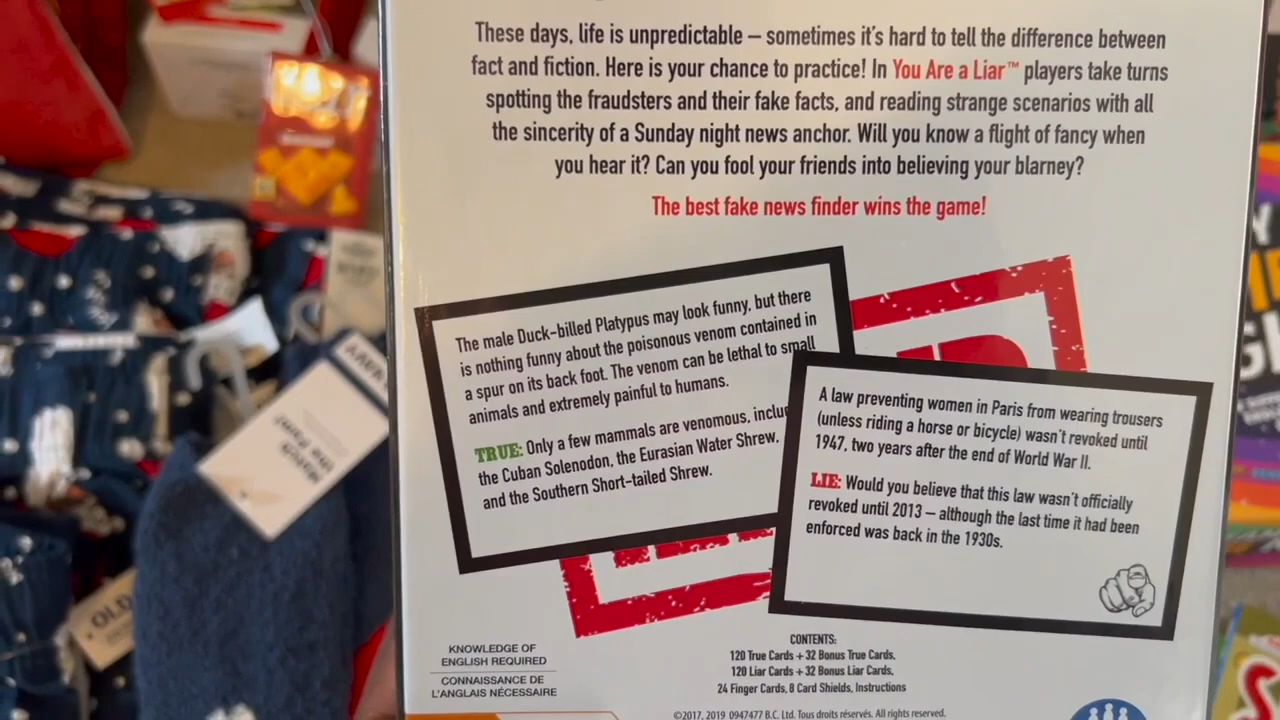 These days, life is unpredictable – sometimes it's hard to tell the difference between
fact and fiction. Here is your chance to practice! In You Are a Liar™ players take turns
spotting the fraudsters and their fake facts, and reading strange scenarios with all
the sincerity of a Sunday night news anchor. Will you know a flight of fancy when
you hear it? Can you fool your friends into believing your blarney?
The best fake news finder wins the game!
The male Duck-billed Platypus may look funny, but there
is nothing funny about the poisonous venom contained in
a spur on its back foot. The venom can be lethal to small
animals and extremely painful to humans.
TRUE: Only a few mammals are venomous, inclu
the Cuban Solenodon, the Eurasian Water Shrew,
and the Southern Short-tailed Shrew.
A law preventing women in Paris from wearing trousers
(unless riding a horse or bicycle) wasn't revoked until
1947, two years after the end of World War II.
LIE: Would you believe that this law wasn't officially
revoked until 2013 – although the last time it had been
enforced was back in the 1930s.
KNOWLEDGE OF
ENGLISH REQUIRED
CONNAISSANCE DE
L'ANGLAIS NÉCESSAIRE
CONTENTS:
120 True Cards + 32 Bonus True Cards,
120 Liar Cards + 32 Bonus Liar Cards,
24 Finger Cards, 8 Card Shields, Instructions
©2017, 2019 0947477 B.C. Ltd. Tous droits réservés. All rights reserved.
Match
the Fam!
OLD